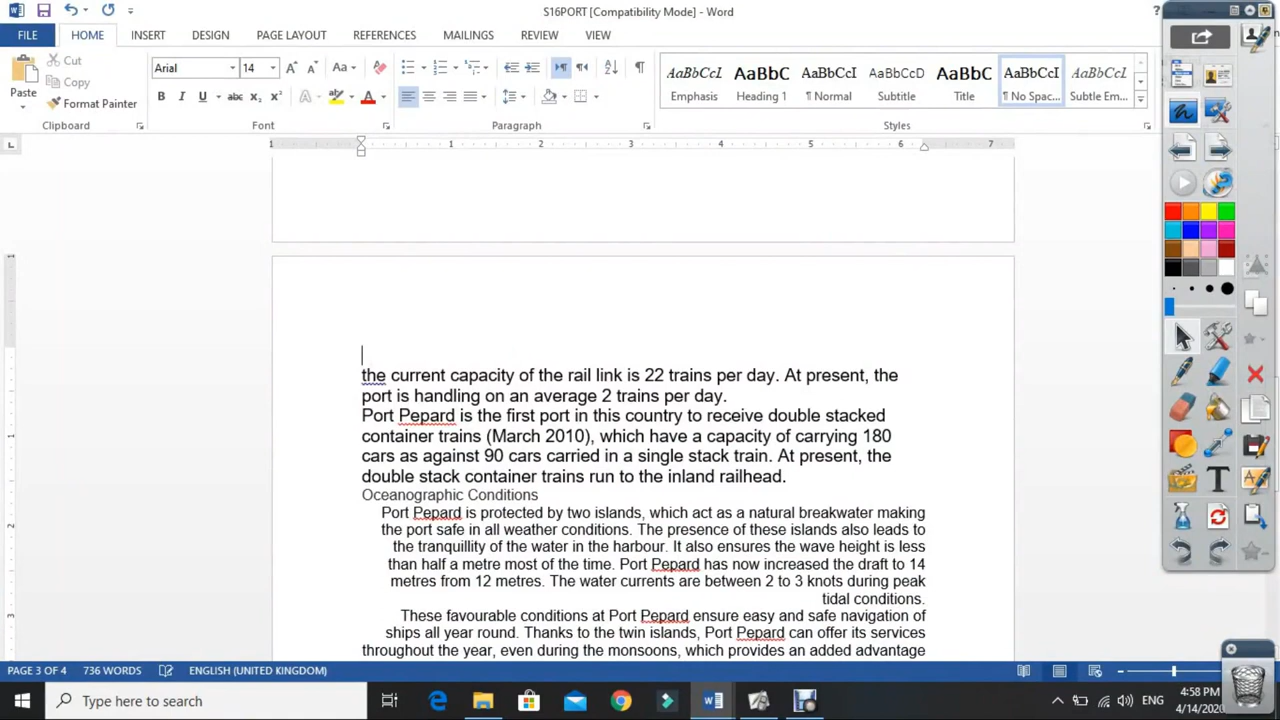 S16PORT [Compatibility Mode] - Word
?
FILE HOME INSERT DESIGN PAGE LAYOUT REFERENCES MAILINGS REVIEW VIEW
Cut
Copy
Format Painter
Paste
Clipboard
Arial 14
Aa
B I U abc x₂ x² A A
Font
Paragraph
AaBbCcI AaBbC AaBbCcI AaBbCcD AaBbC AaBbCcI AaBbCcI
Emphasis Heading 1 ¶ Normal Subtitle Title ¶ No Spac... Subtle Em...
Styles
1 1 2 3 4 5 6 7
the current capacity of the rail link is 22 trains per day. At present, the
port is handling on an average 2 trains per day.
Port Pepard is the first port in this country to receive double stacked
container trains (March 2010), which have a capacity of carrying 180
cars as against 90 cars carried in a single stack train. At present, the
double stack container trains run to the inland railhead.
Oceanographic Conditions
Port Pepard is protected by two islands, which act as a natural breakwater making
the port safe in all weather conditions. The presence of these islands also leads to
the tranquillity of the water in the harbour. It also ensures the wave height is less
than half a metre most of the time. Port Pepard has now increased the draft to 14
metres from 12 metres. The water currents are between 2 to 3 knots during peak
tidal conditions.
These favourable conditions at Port Pepard ensure easy and safe navigation of
ships all year round. Thanks to the twin islands, Port Pepard can offer its services
throughout the year, even during the monsoons, which provides an added advantage
PAGE 3 OF 4 736 WORDS ENGLISH (UNITED KINGDOM)
Type here to search
ENG
4:58 PM
4/14/2020